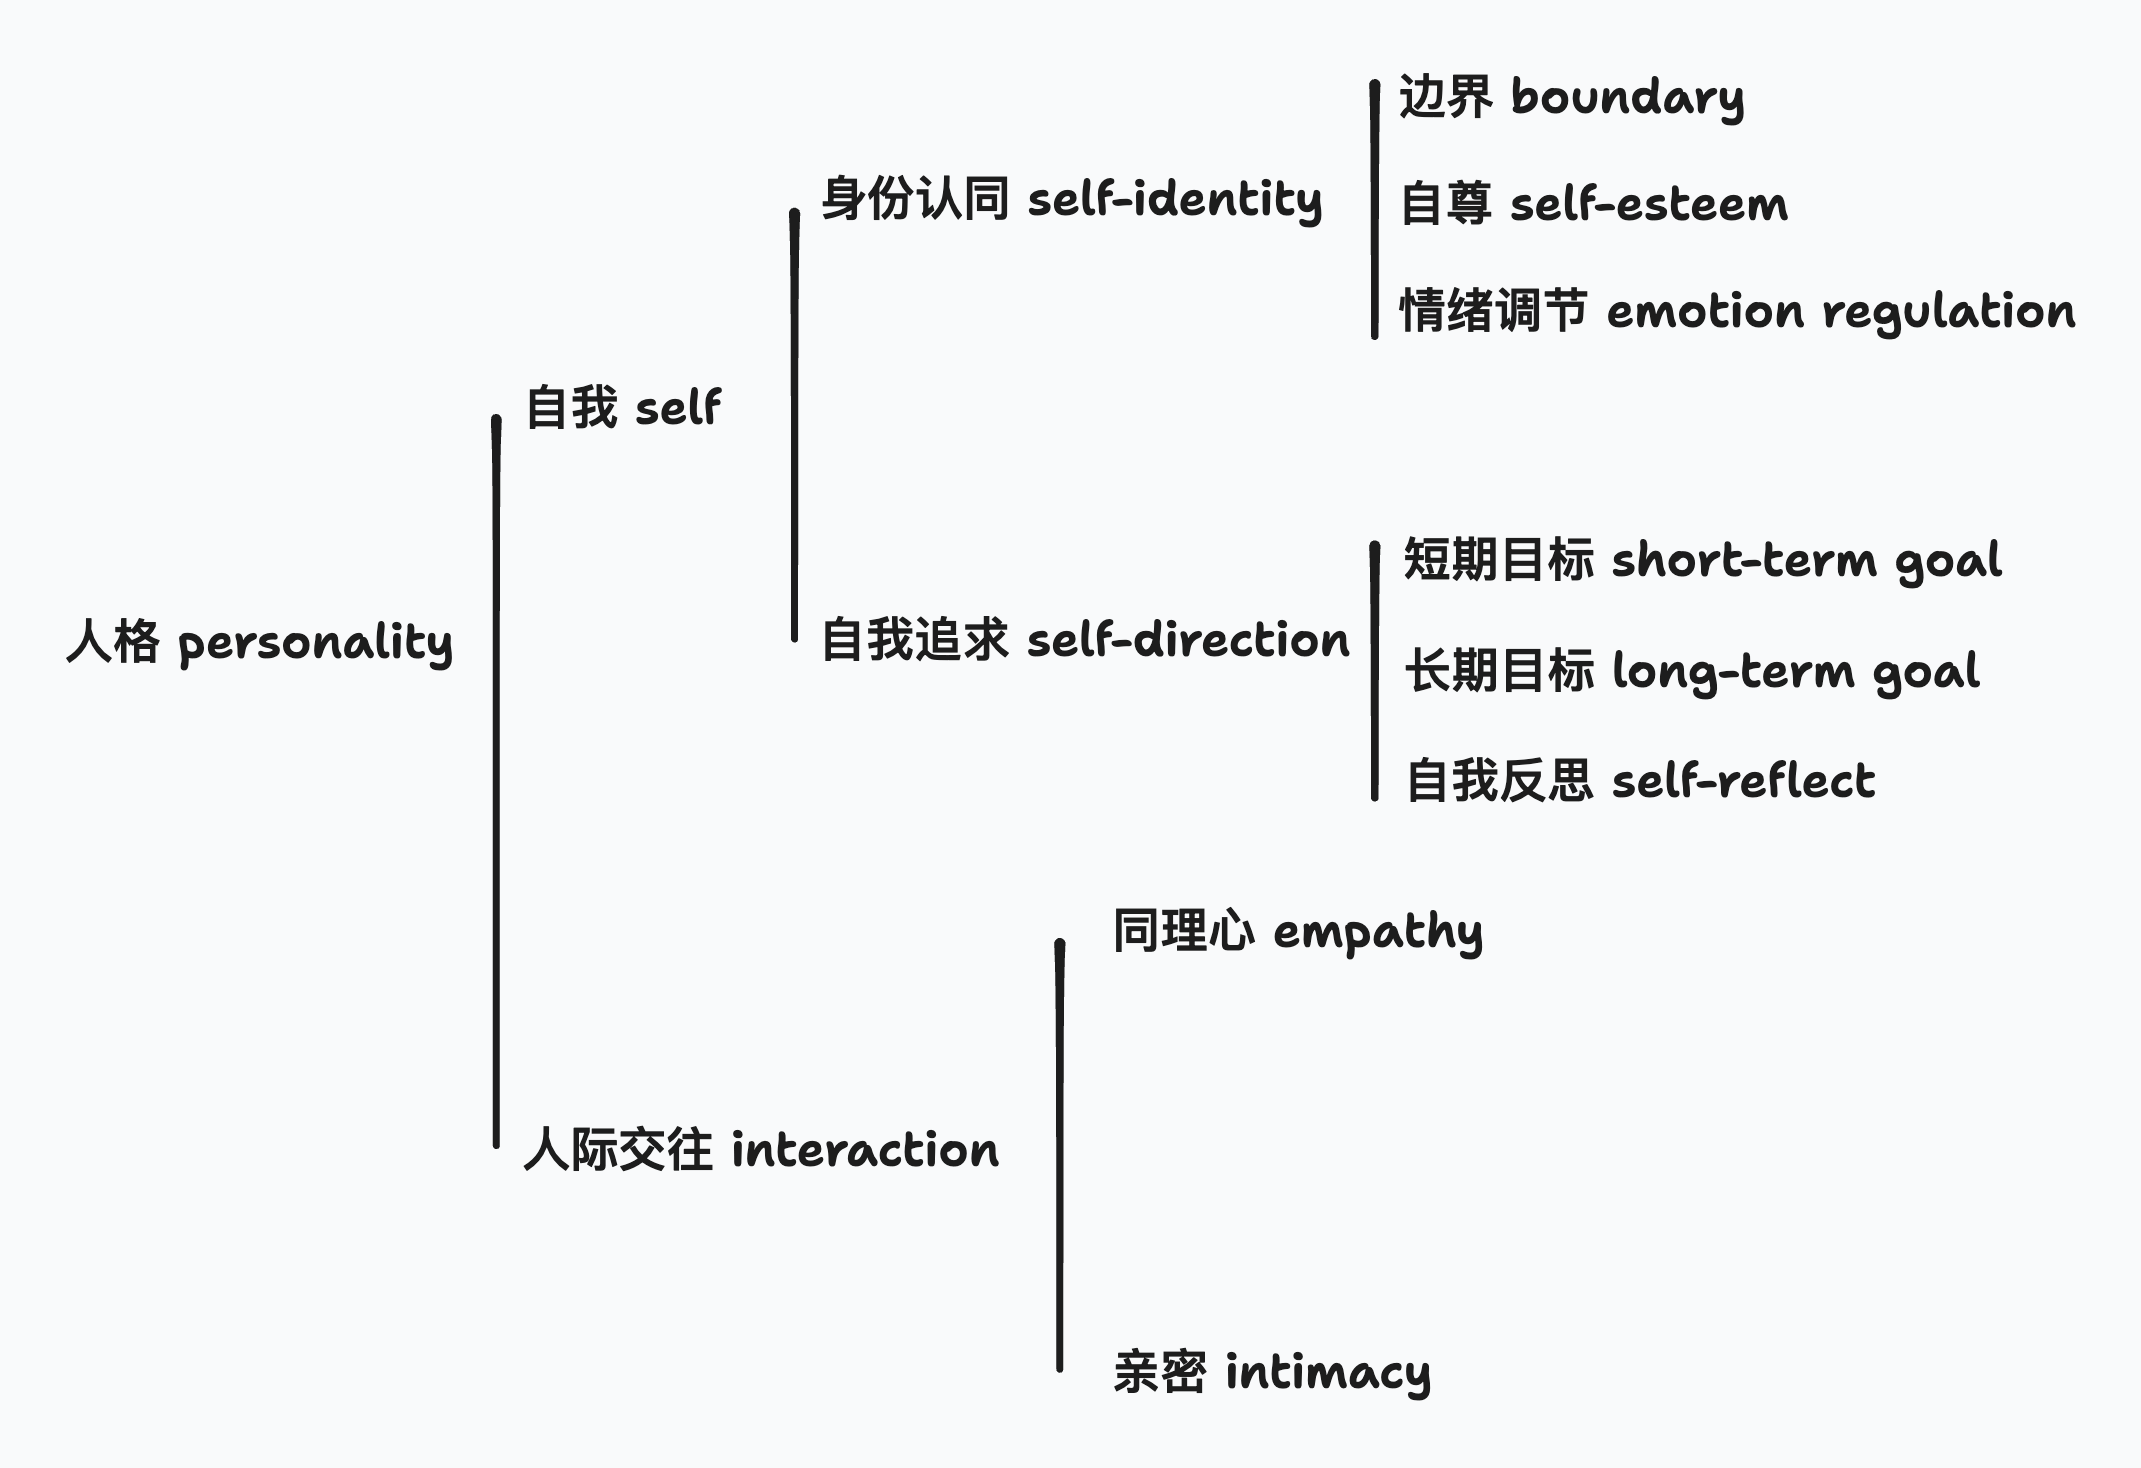 边界 boundary
自尊 self-esteem
情绪调节 emotion regulation
身份认同 self-identity
自我 self
短期目标 short-term goal
长期目标 long-term goal
自我反思 self-reflect
自我追求 self-direction
人格 personality
同理心 empathy
人际交往 interaction
亲密 intimacy